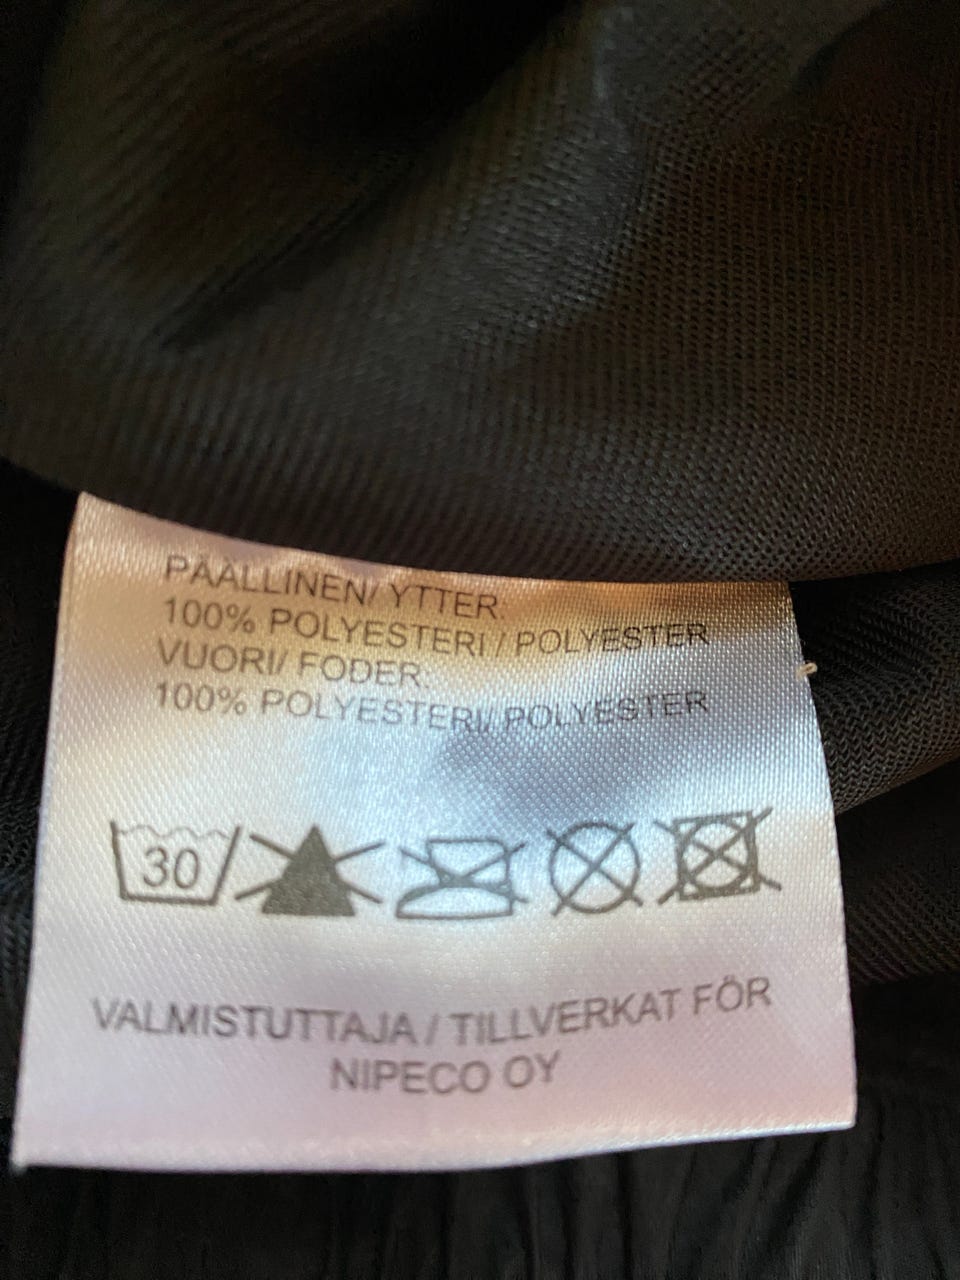 PÄÄLLINEN/ YTTER:
100% POLYESTERI / POLYESTER
VUORI/ FODER:
100% POLYESTERI/ POLYESTER
30
VALMISTUTTAJA / TILLVERKAT FÖR
NIPECO OY